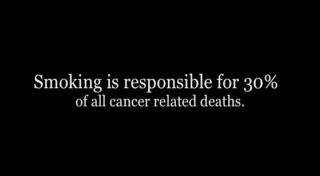 Smoking is responsible for 30%
of all cancer related deaths.